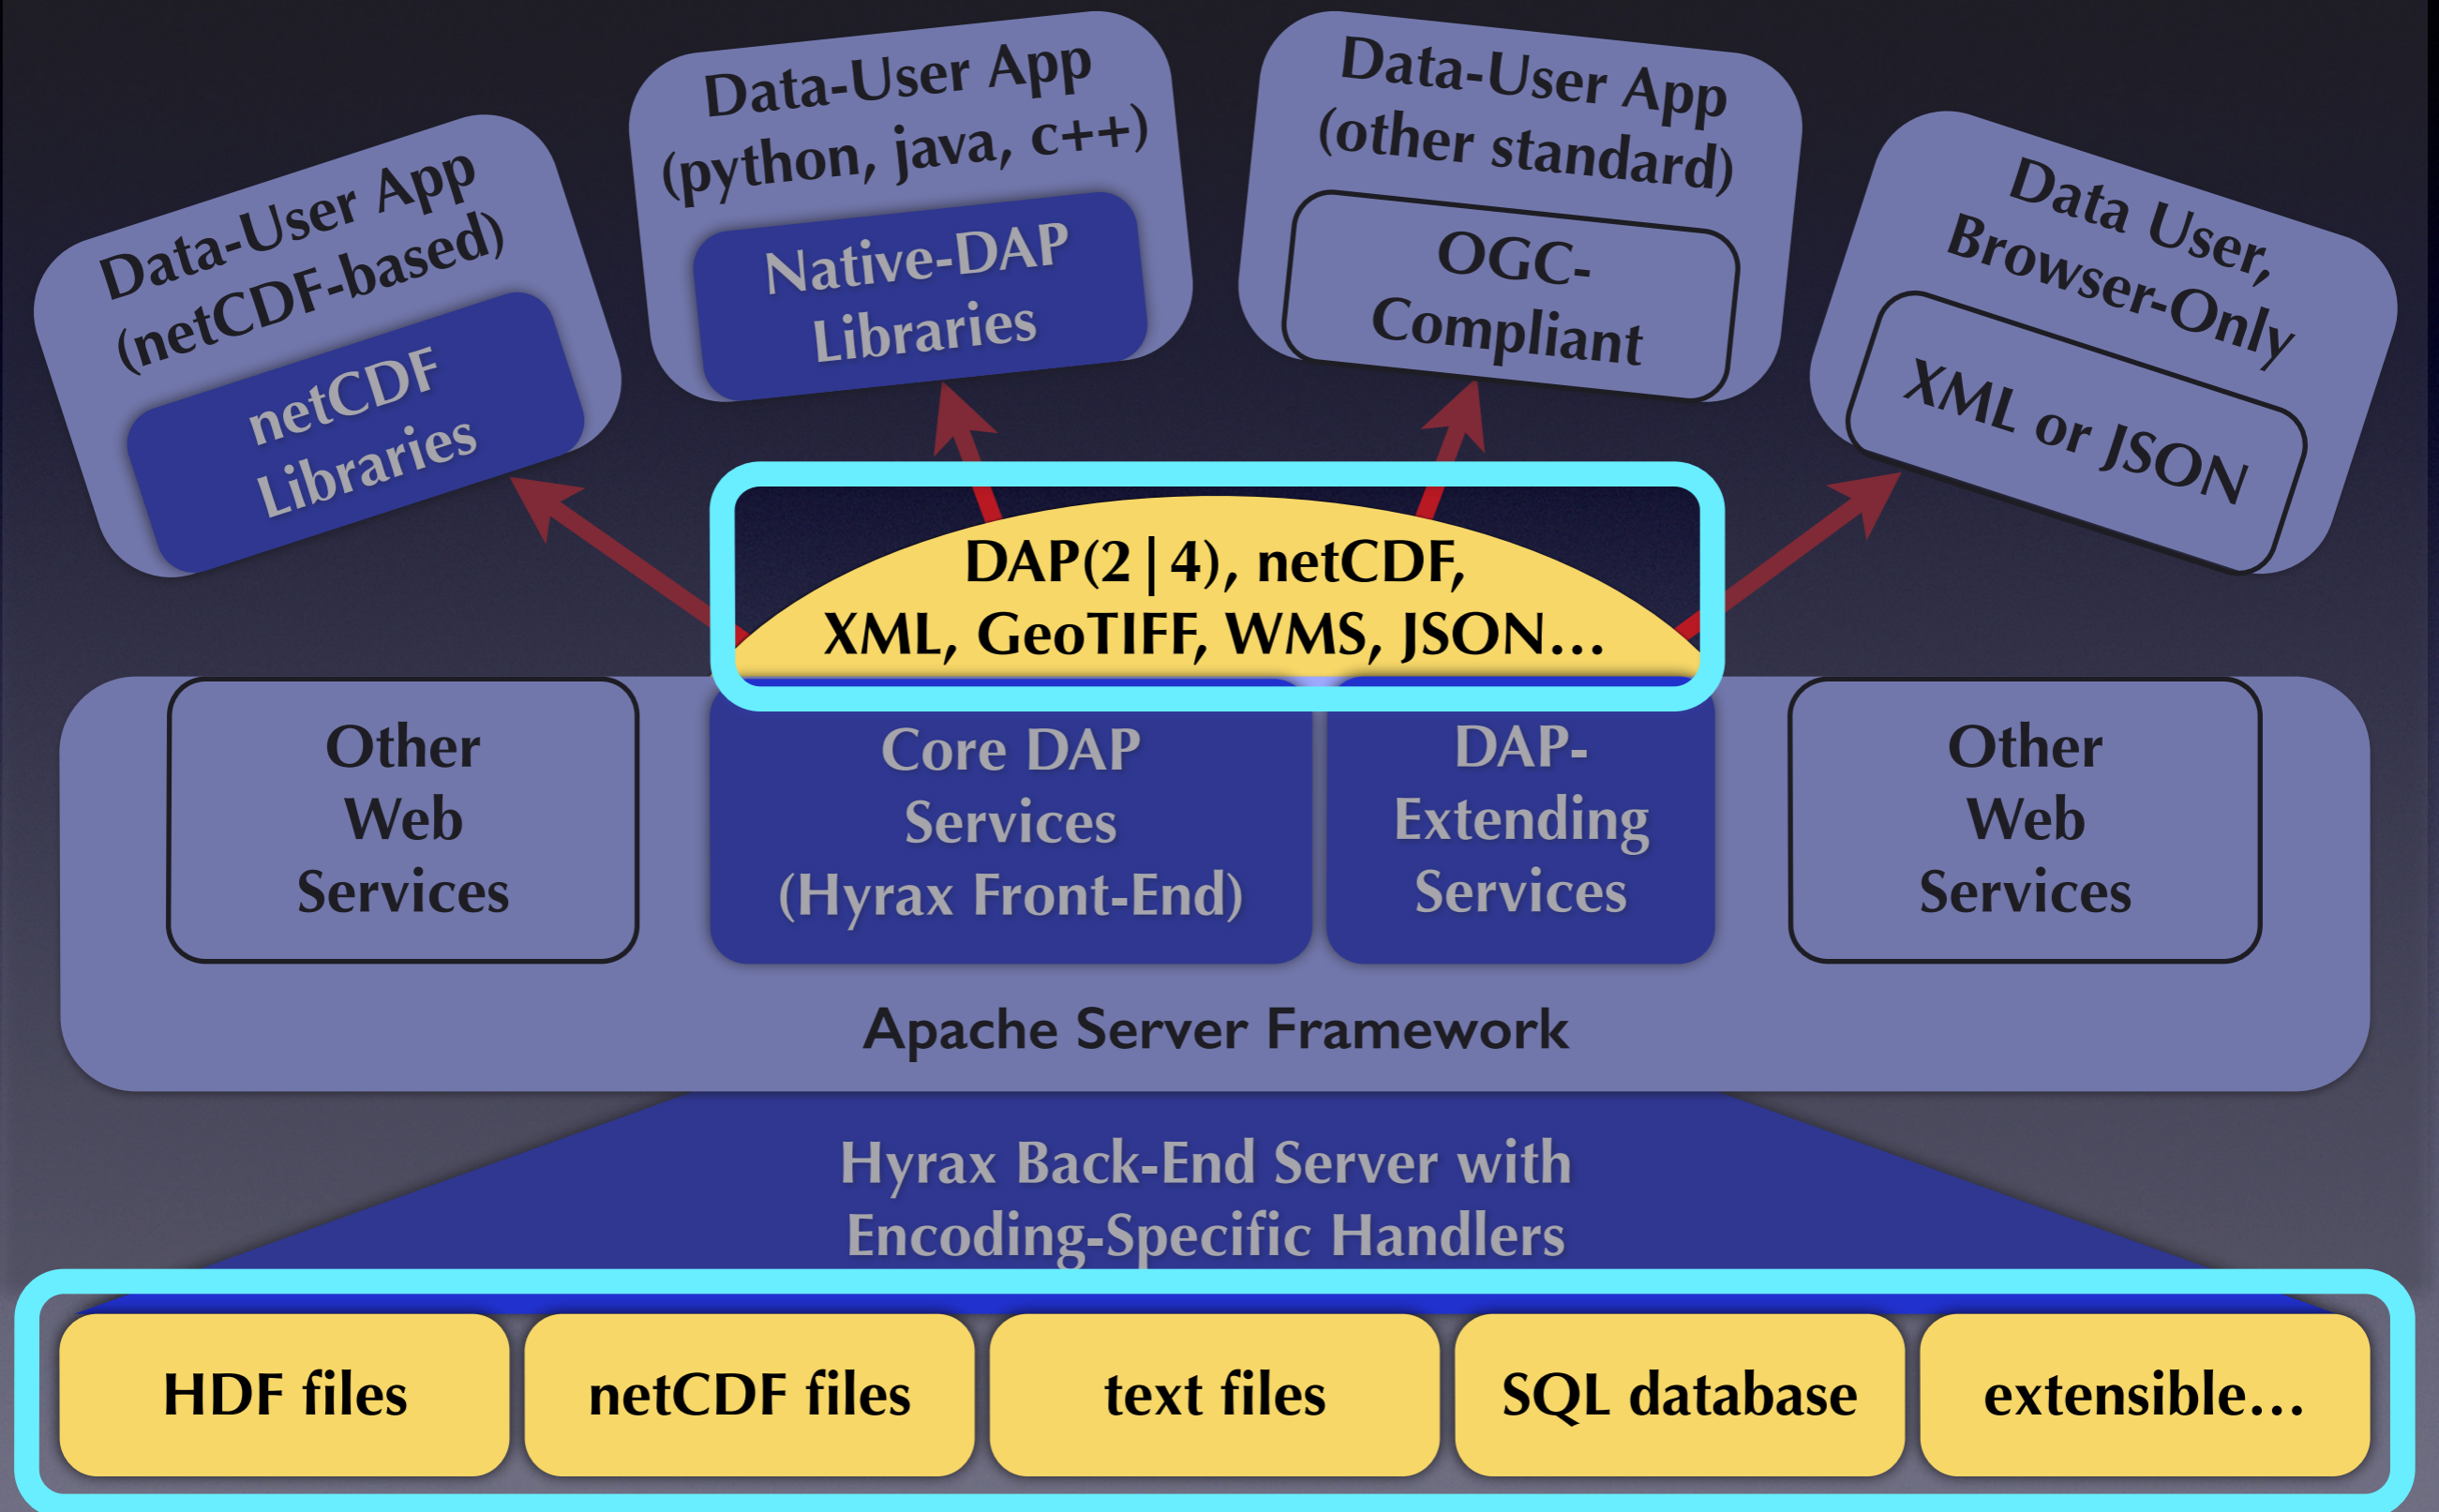 Data-User App
(netCDF-based)
netCDF
Libraries
Data-User App
(python, java, c++)
Native-DAP
Libraries
Data-User App
(other standard)
OGC-
Compliant
Data User,
Browser-Only
XML or JSON
DAP(2|4), netCDF,
XML, GeoTIFF, WMS, JSON…
Other
Web
Services
Core DAP
Services
(Hyrax Front-End)
DAP-
Extending
Services
Other
Web
Services
Apache Server Framework
Hyrax Back-End Server with
Encoding-Specific Handlers
HDF files
netCDF files
text files
SQL database
extensible…